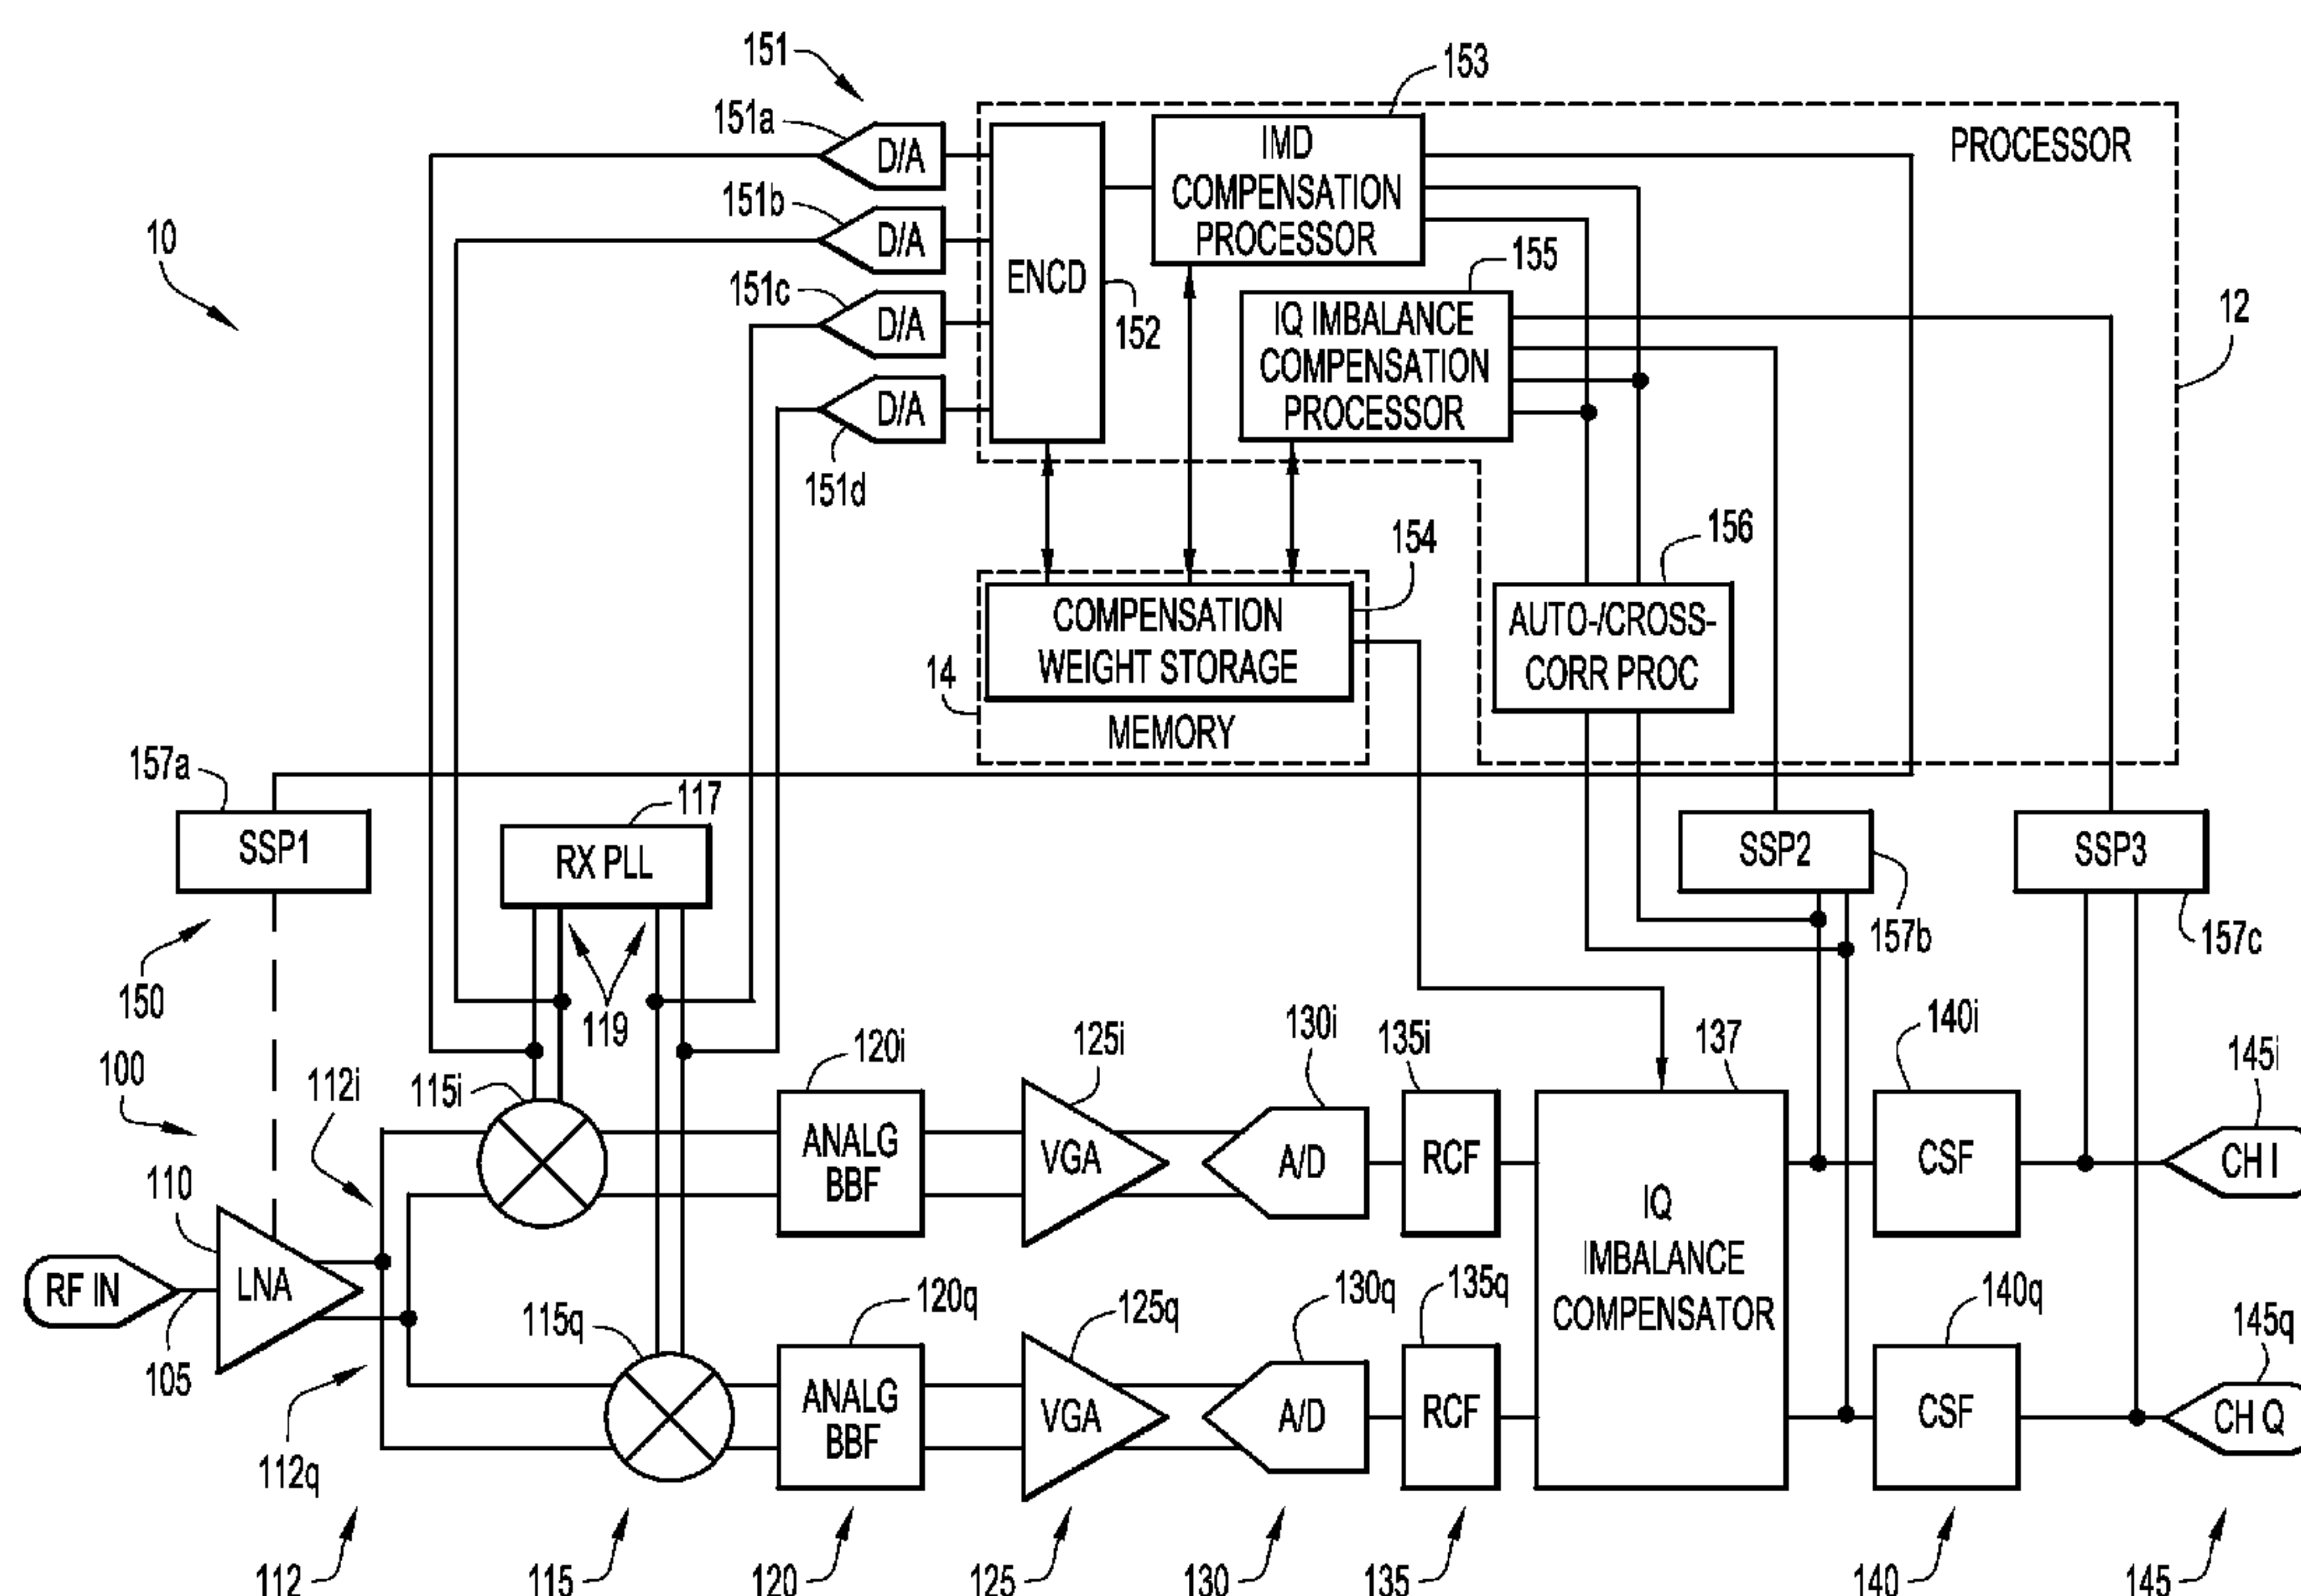 151
153
151a
D/A
IMD
COMPENSATION
PROCESSOR
PROCESSOR
151b
D/A
10
155
151c
D/A
ENCD
152
IQ IMBALANCE
COMPENSATION
PROCESSOR
12
D/A
151d
154
156
COMPENSATION
WEIGHT STORAGE
AUTO-/CROSS-
CORR PROC
14
MEMORY
157a
117
SSP1
RX PLL
SSP2
SSP3
157b
157c
150
119
100
112i
115i
120i
125i
130i
135i
137
140i
145i
110
ANALG
BBF
VGA
A/D
RCF
IQ
IMBALANCE
COMPENSATOR
CSF
CH I
RF IN
LNA
105
115q
120q
125q
130q
135q
140q
145q
112q
ANALG
BBF
VGA
A/D
RCF
CSF
CH Q
112
115
120
125
130
135
140
145